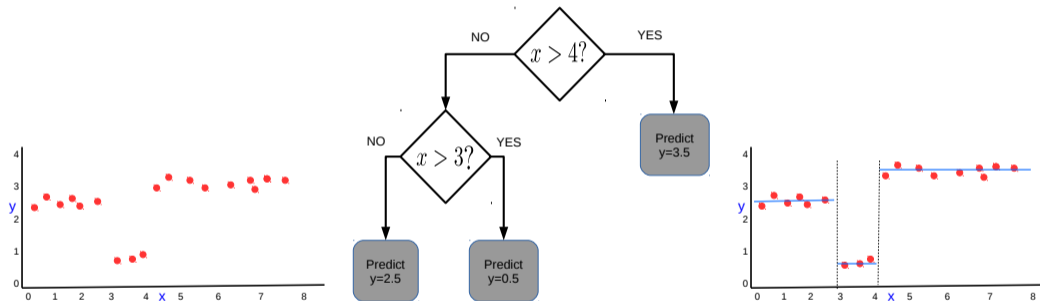 NO
x > 4?
YES
NO
x > 3?
YES
Predict
y=3.5
Predict
y=2.5
Predict
y=0.5
4
3
y
2
1
0
0 1 2 3 4 x 5 6 7 8
4
3
y
2
1
0
0 1 2 3 4 x 5 6 7 8